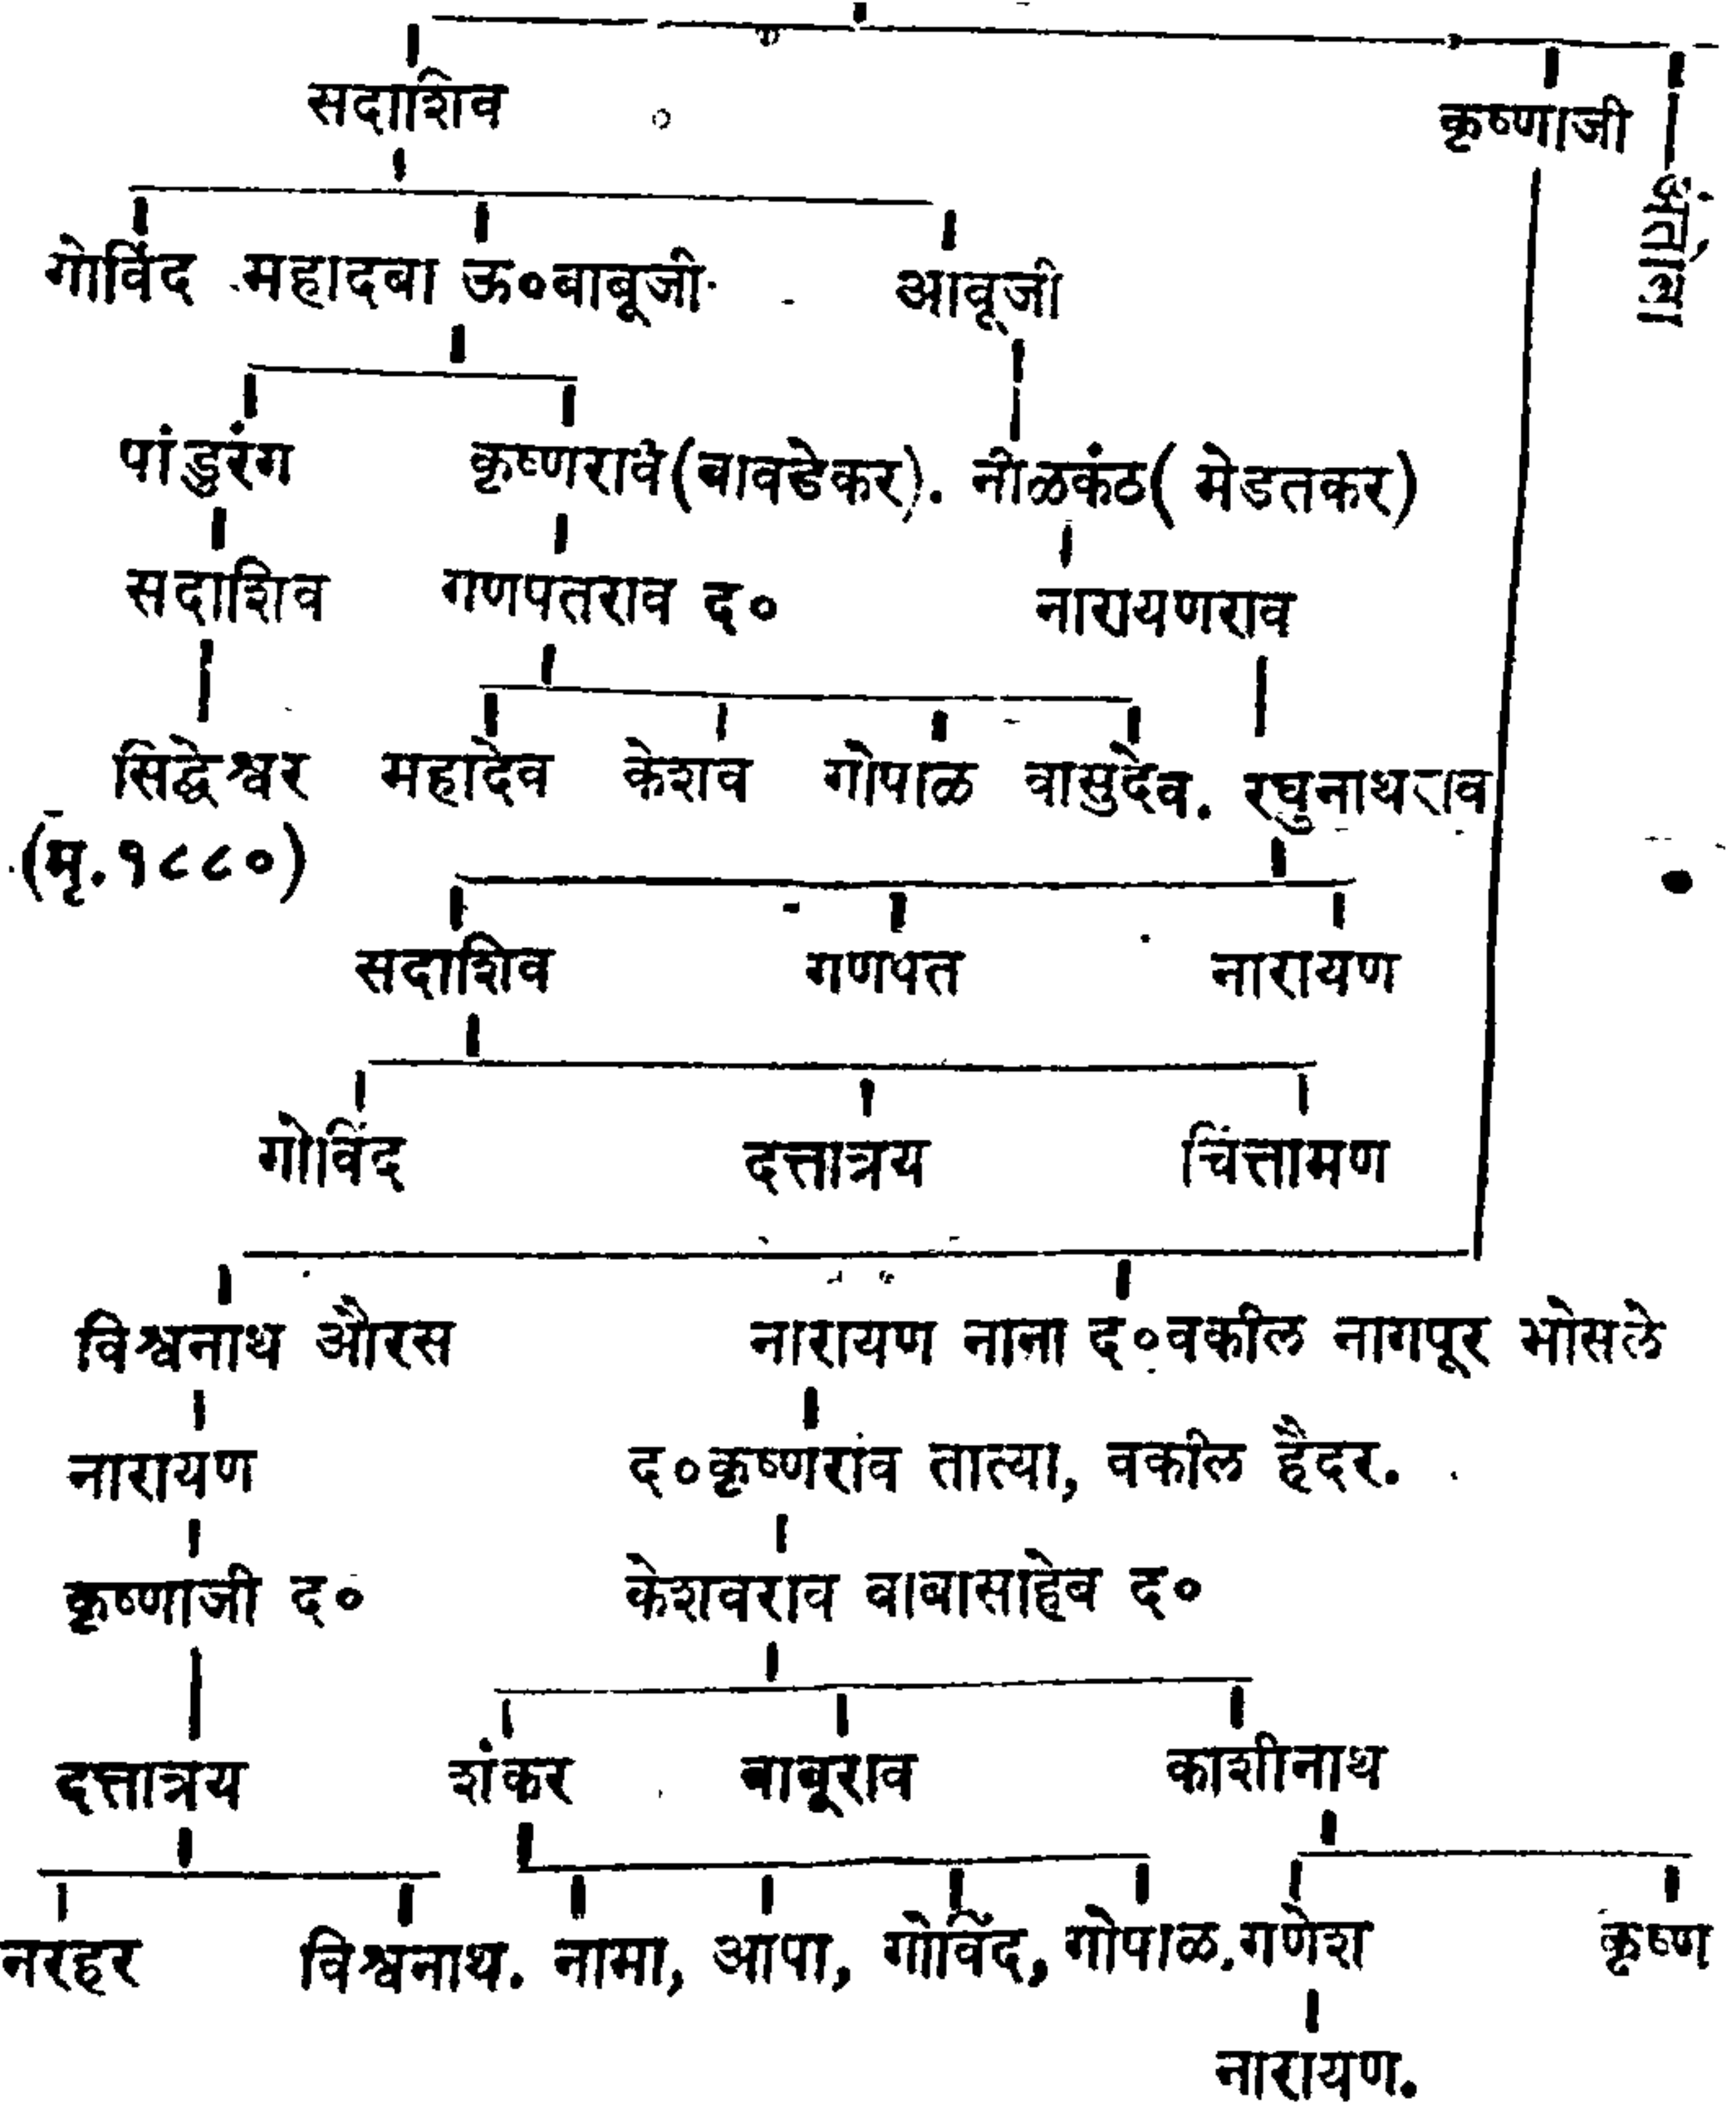 सदाशिव कृष्णाजी
गोविंद महादबा ऊ०बाबूजी आवूजी
पांडुरंग कृष्णराव(बावडेकर). नीळकंठ( मेडतकर)
सदाशिव गणपतराव द० नारायणराव
सिद्धेश्वर महादेव केशव गोपाळ वासुदेव. रघुनाथराव
(मृ.१८८०)
सदाशिव गणपत नारायण
गोविंद दत्तात्रय चिंत्तामण
विश्वनाथ औरस नारायण नाना द०वकील नागपूर भोसले
नारायण द०कृष्णराव तात्या, वकील हैदर.
कृष्णाजी द० केशवराव बाबासाहेब द०
दत्तात्रय शंकर बाबूराव काशीनाथ
नरहर विश्वनाथ. नामा, आपा, गोविंद, गोपाळ.गणेश कृष्ण
नारायण.